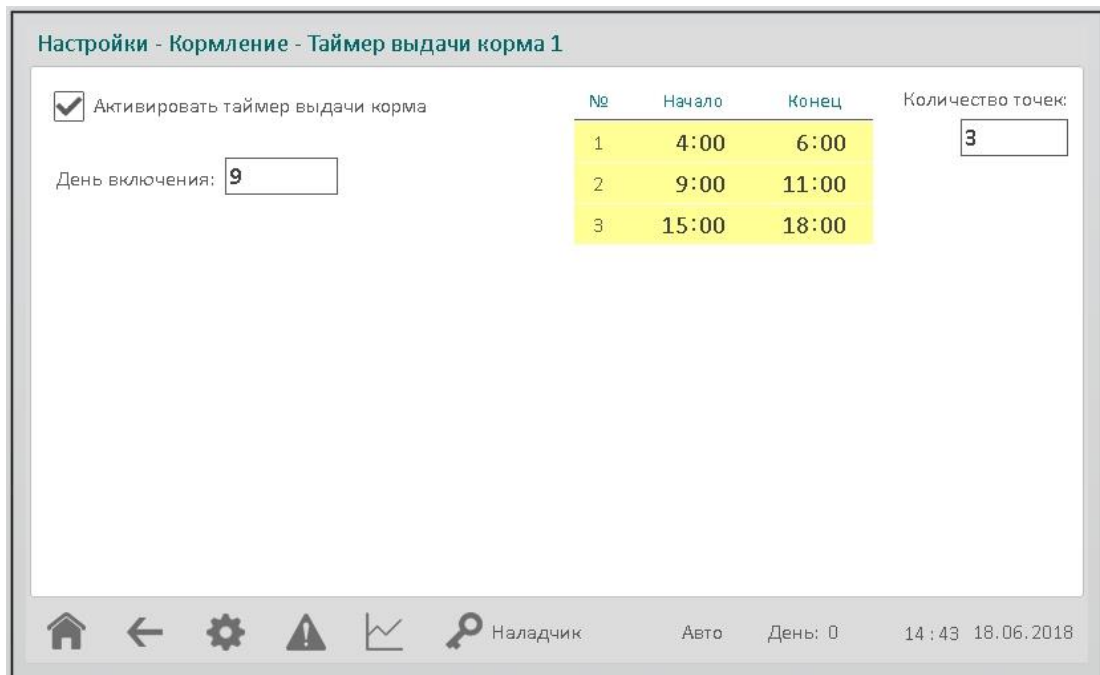 Настройки - Кормление - Таймер выдачи корма 1
Активировать таймер выдачи корма
День включения: 9
№ Начало Конец
1 4:00 6:00
2 9:00 11:00
3 15:00 18:00
Количество точек:
3
Наладчик Авто День: 0 14:43 18.06.2018